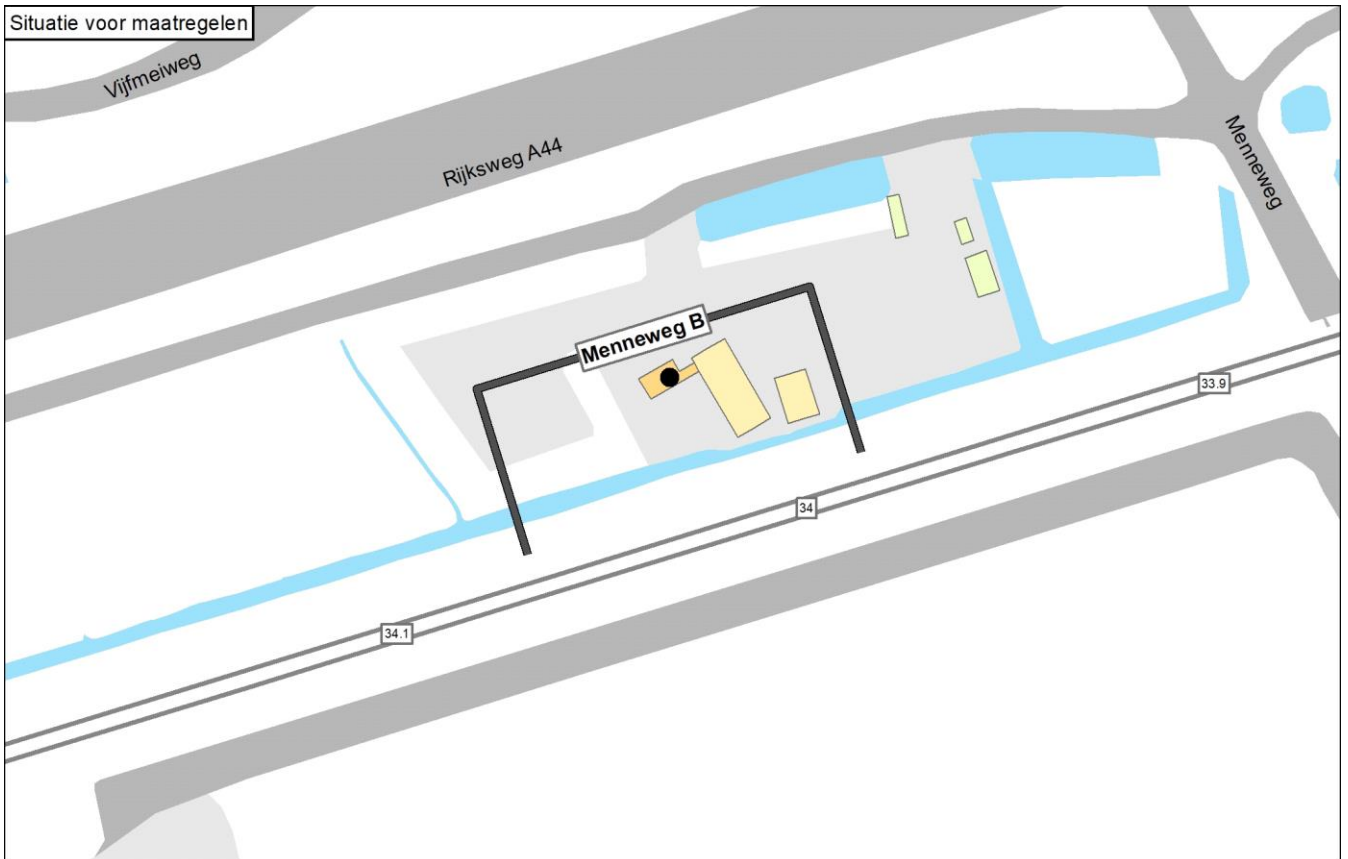 Situatie voor maatregelen
Vijfmeiweg
Rijksweg A44
Menneweg
Menneweg B
33.9
34
34.1